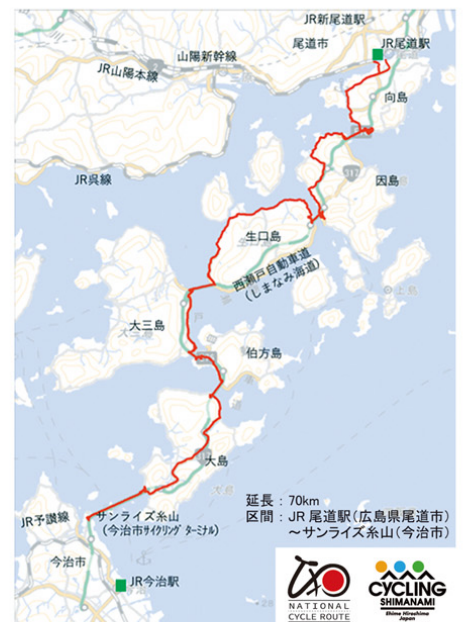 JR新尾道駅
尾道市
JR尾道駅
山陽新幹線
JR山陽本線
向島
JR呉線
因島
317
生口島
西瀬戸自動車道
(しまなみ海道)
大三島
伯方島
大島
JR予讃線
サンライズ糸山
(今治市サイクリング ターミナル)
今治市
JR今治駅
延長：70km
区間：JR 尾道駅(広島県尾道市)
～サンライズ糸山(今治市)
NATIONAL
CYCLE ROUTE
CYCLING
SHIMANAMI
Ehime Hiroshima
Japan